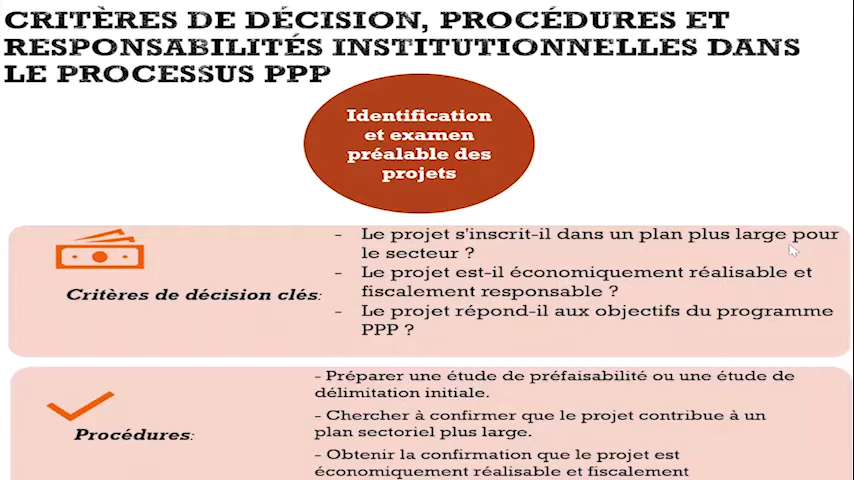 CRITÈRES DE DÉCISION, PROCÉDURES ET
RESPONSABILITÉS INSTITUTIONNELLES DANS
LE PROCESSUS PPP
Identification
et examen
préalable des
projets
Critères de décision clés:
- Le projet s'inscrit-il dans un plan plus large pour
le secteur ?
- Le projet est-il économiquement réalisable et
fiscalement responsable ?
- Le projet répond-il aux objectifs du programme
PPP ?
Procédures:
- Préparer une étude de préfaisabilité ou une étude de
délimitation initiale.
- Chercher à confirmer que le projet contribue à un
plan sectoriel plus large.
- Obtenir la confirmation que le projet est
économiquement réalisable et fiscalement